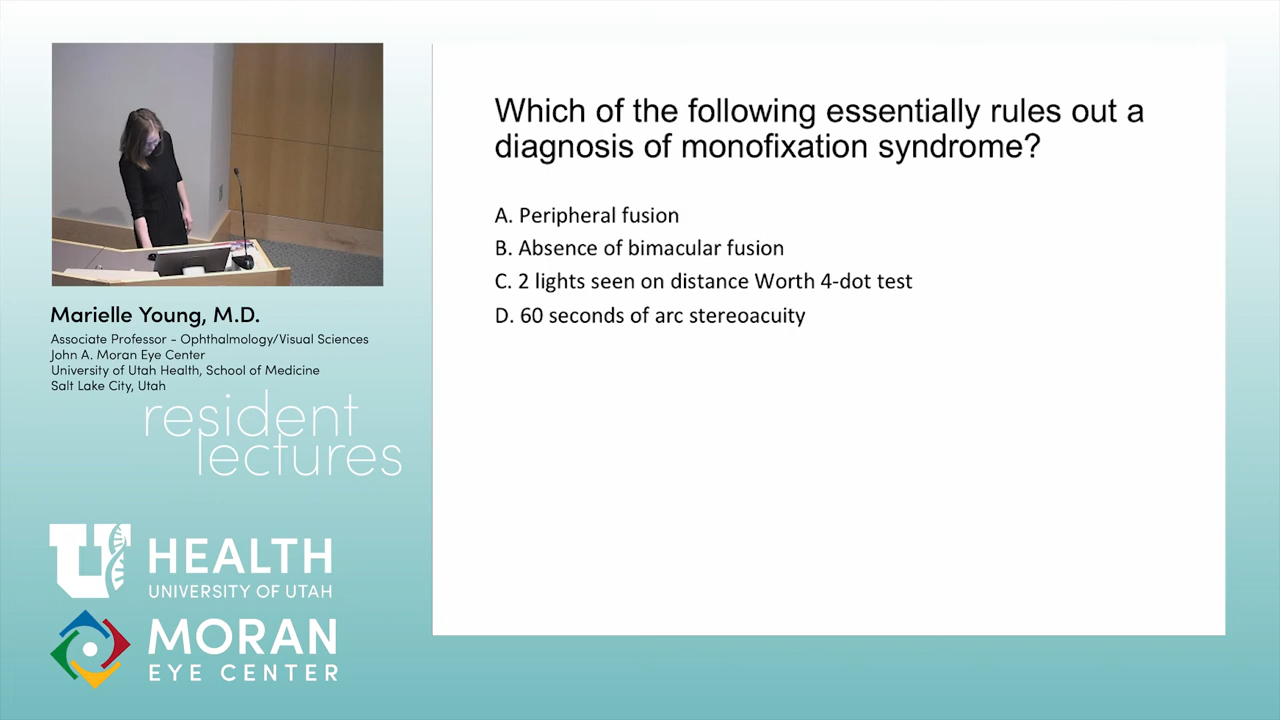 Which of the following essentially rules out a
diagnosis of monofixation syndrome?
A. Peripheral fusion
B. Absence of bimacular fusion
C. 2 lights seen on distance Worth 4-dot test
D. 60 seconds of arc stereoacuity
Marielle Young, M.D.
Associate Professor - Ophthalmology/Visual Sciences
John A. Moran Eye Center
University of Utah Health, School of Medicine
Salt Lake City, Utah
resident
lectures
U HEALTH
UNIVERSITY OF UTAH
MORAN
EYE CENTER